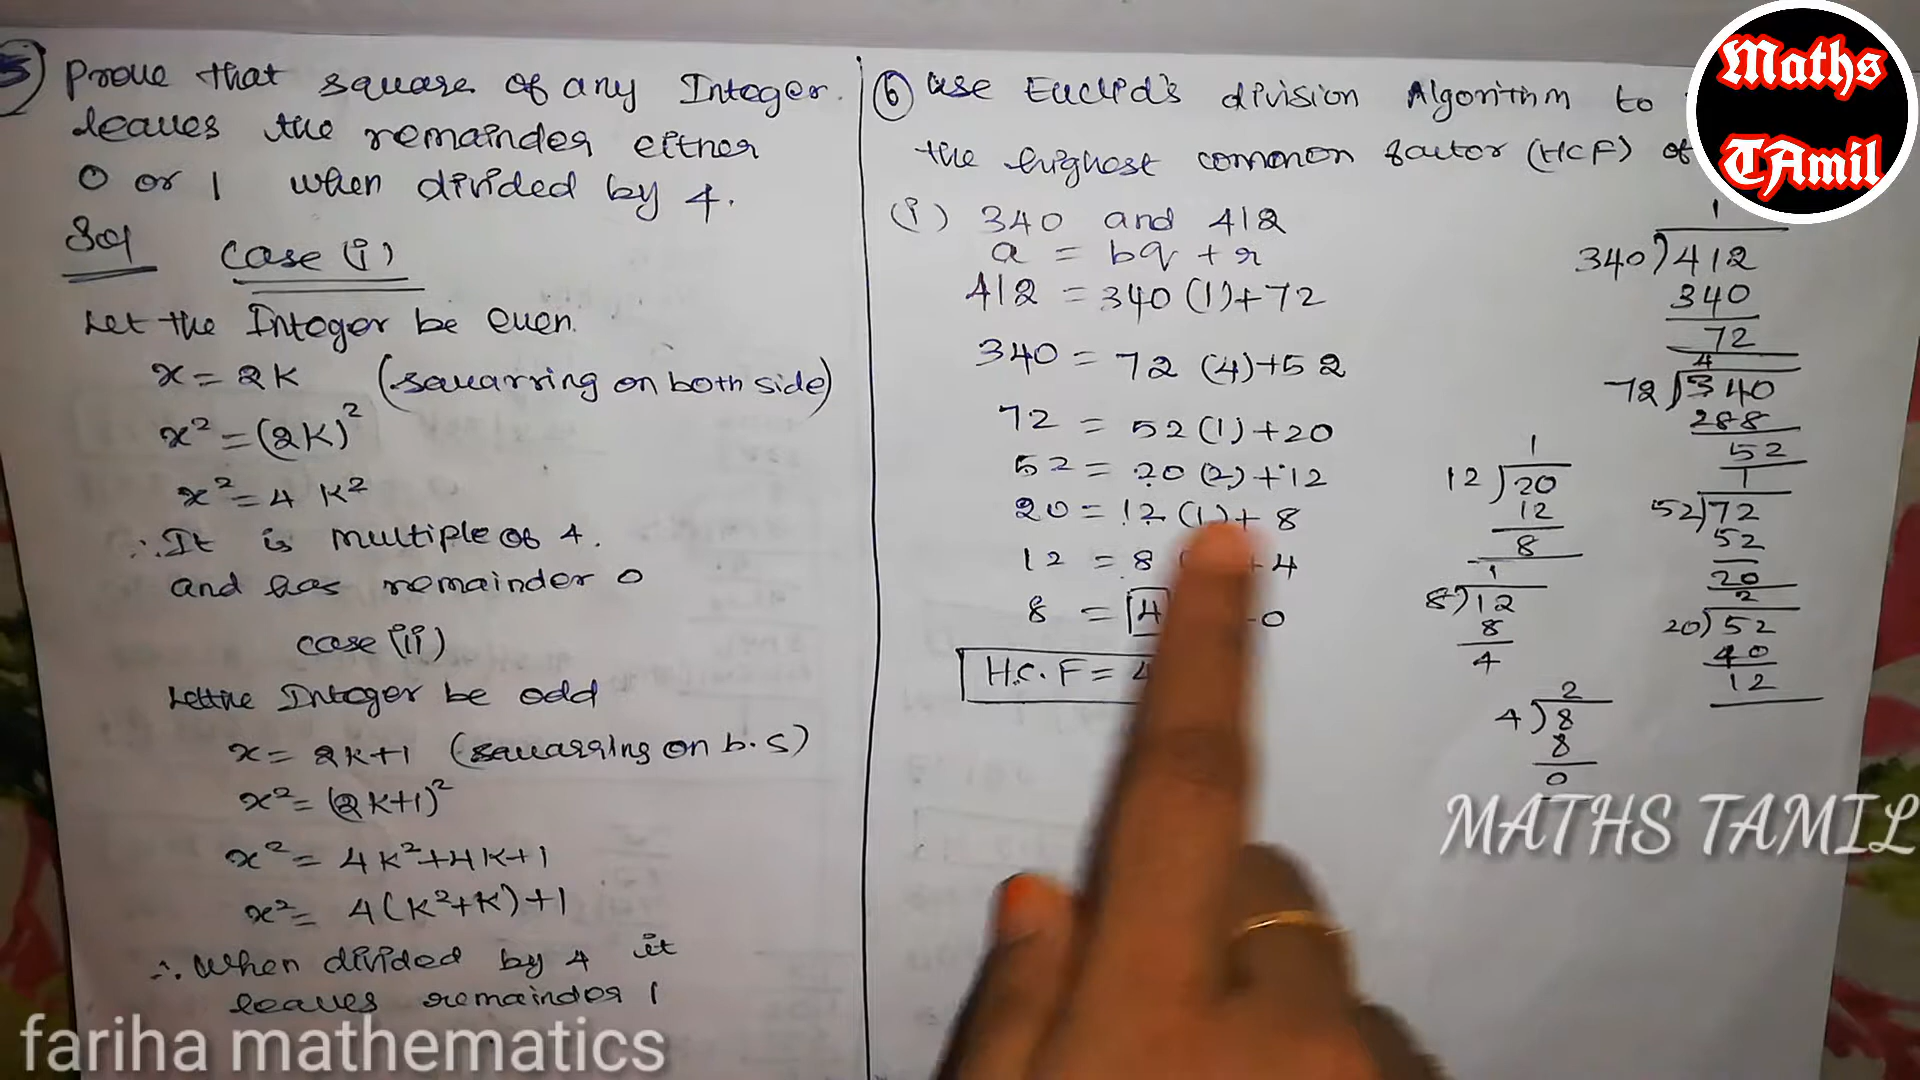 5) Prove that square of any Integer
leaves the remainder either
0 or 1 when divided by 4.
Sol
Case (i)
Let the Integer be even
x = 2K (squarring on both side)
x² = (2K)²
x² = 4 K²
∴ It is multiple of 4.
and has remainder 0
case (ii)
Let the Integer be odd
x = 2K+1 (squarring on b.s)
x² = (2K+1)²
x² = 4K²+4K+1
x² = 4(K²+K)+1
∴ When divided by 4 it
leaves remainder 1
fariha mathematics
6 Use Euclid's division Algorithm to
the highest common factor (HCF) of
(i) 340 and 412
a = bq + r
412 = 340 (1)+72
340 = 72 (4)+52
72 = 52 (1)+20
52 = 20 (2)+12
20 = 12 (1)+ 8
12 = 8 +4
8 = 4 0
H.C.F = 4
1
340)412
340
72
4
72)340
288
52
1
52)72
52
20
2
20)52
40
12
1
12)20
12
8
1
8)12
8
4
2
4)8
8
0
Maths
TAmil
MATHS TAMIL